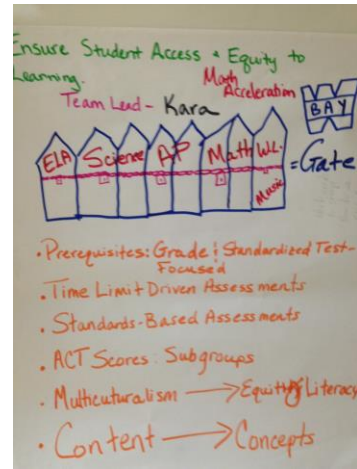 Ensure Student Access + Equity to
Learning.
Math
Acceleration
Team Lead - Kara
BAY
ELA Science AP Math W.L.
Music
= Gate
• Prerequisites: Grade & Standardized Test-
Focused
• Time Limit Driven Assessments
• Standards-Based Assessments
• ACT Scores: Subgroups
• Multicuturalism → Equity Literacy
• Content → Concepts